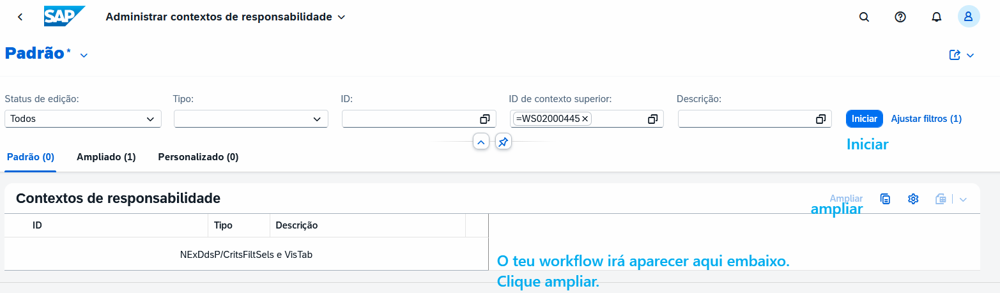 SAP Administrar contextos de responsabilidade
Padrão*
Status de edição: Tipo: ID: ID de contexto superior: Descrição:
Todos =WS02000445 Iniciar Ajustar filtros (1)
Iniciar
Padrão (0) Ampliado (1) Personalizado (0)
Contextos de responsabilidade Ampliar
ampliar
ID Tipo Descrição
NExDdsP/CritsFiltSels e VisTab
O teu workflow irá aparecer aqui embaixo.
Clique ampliar.